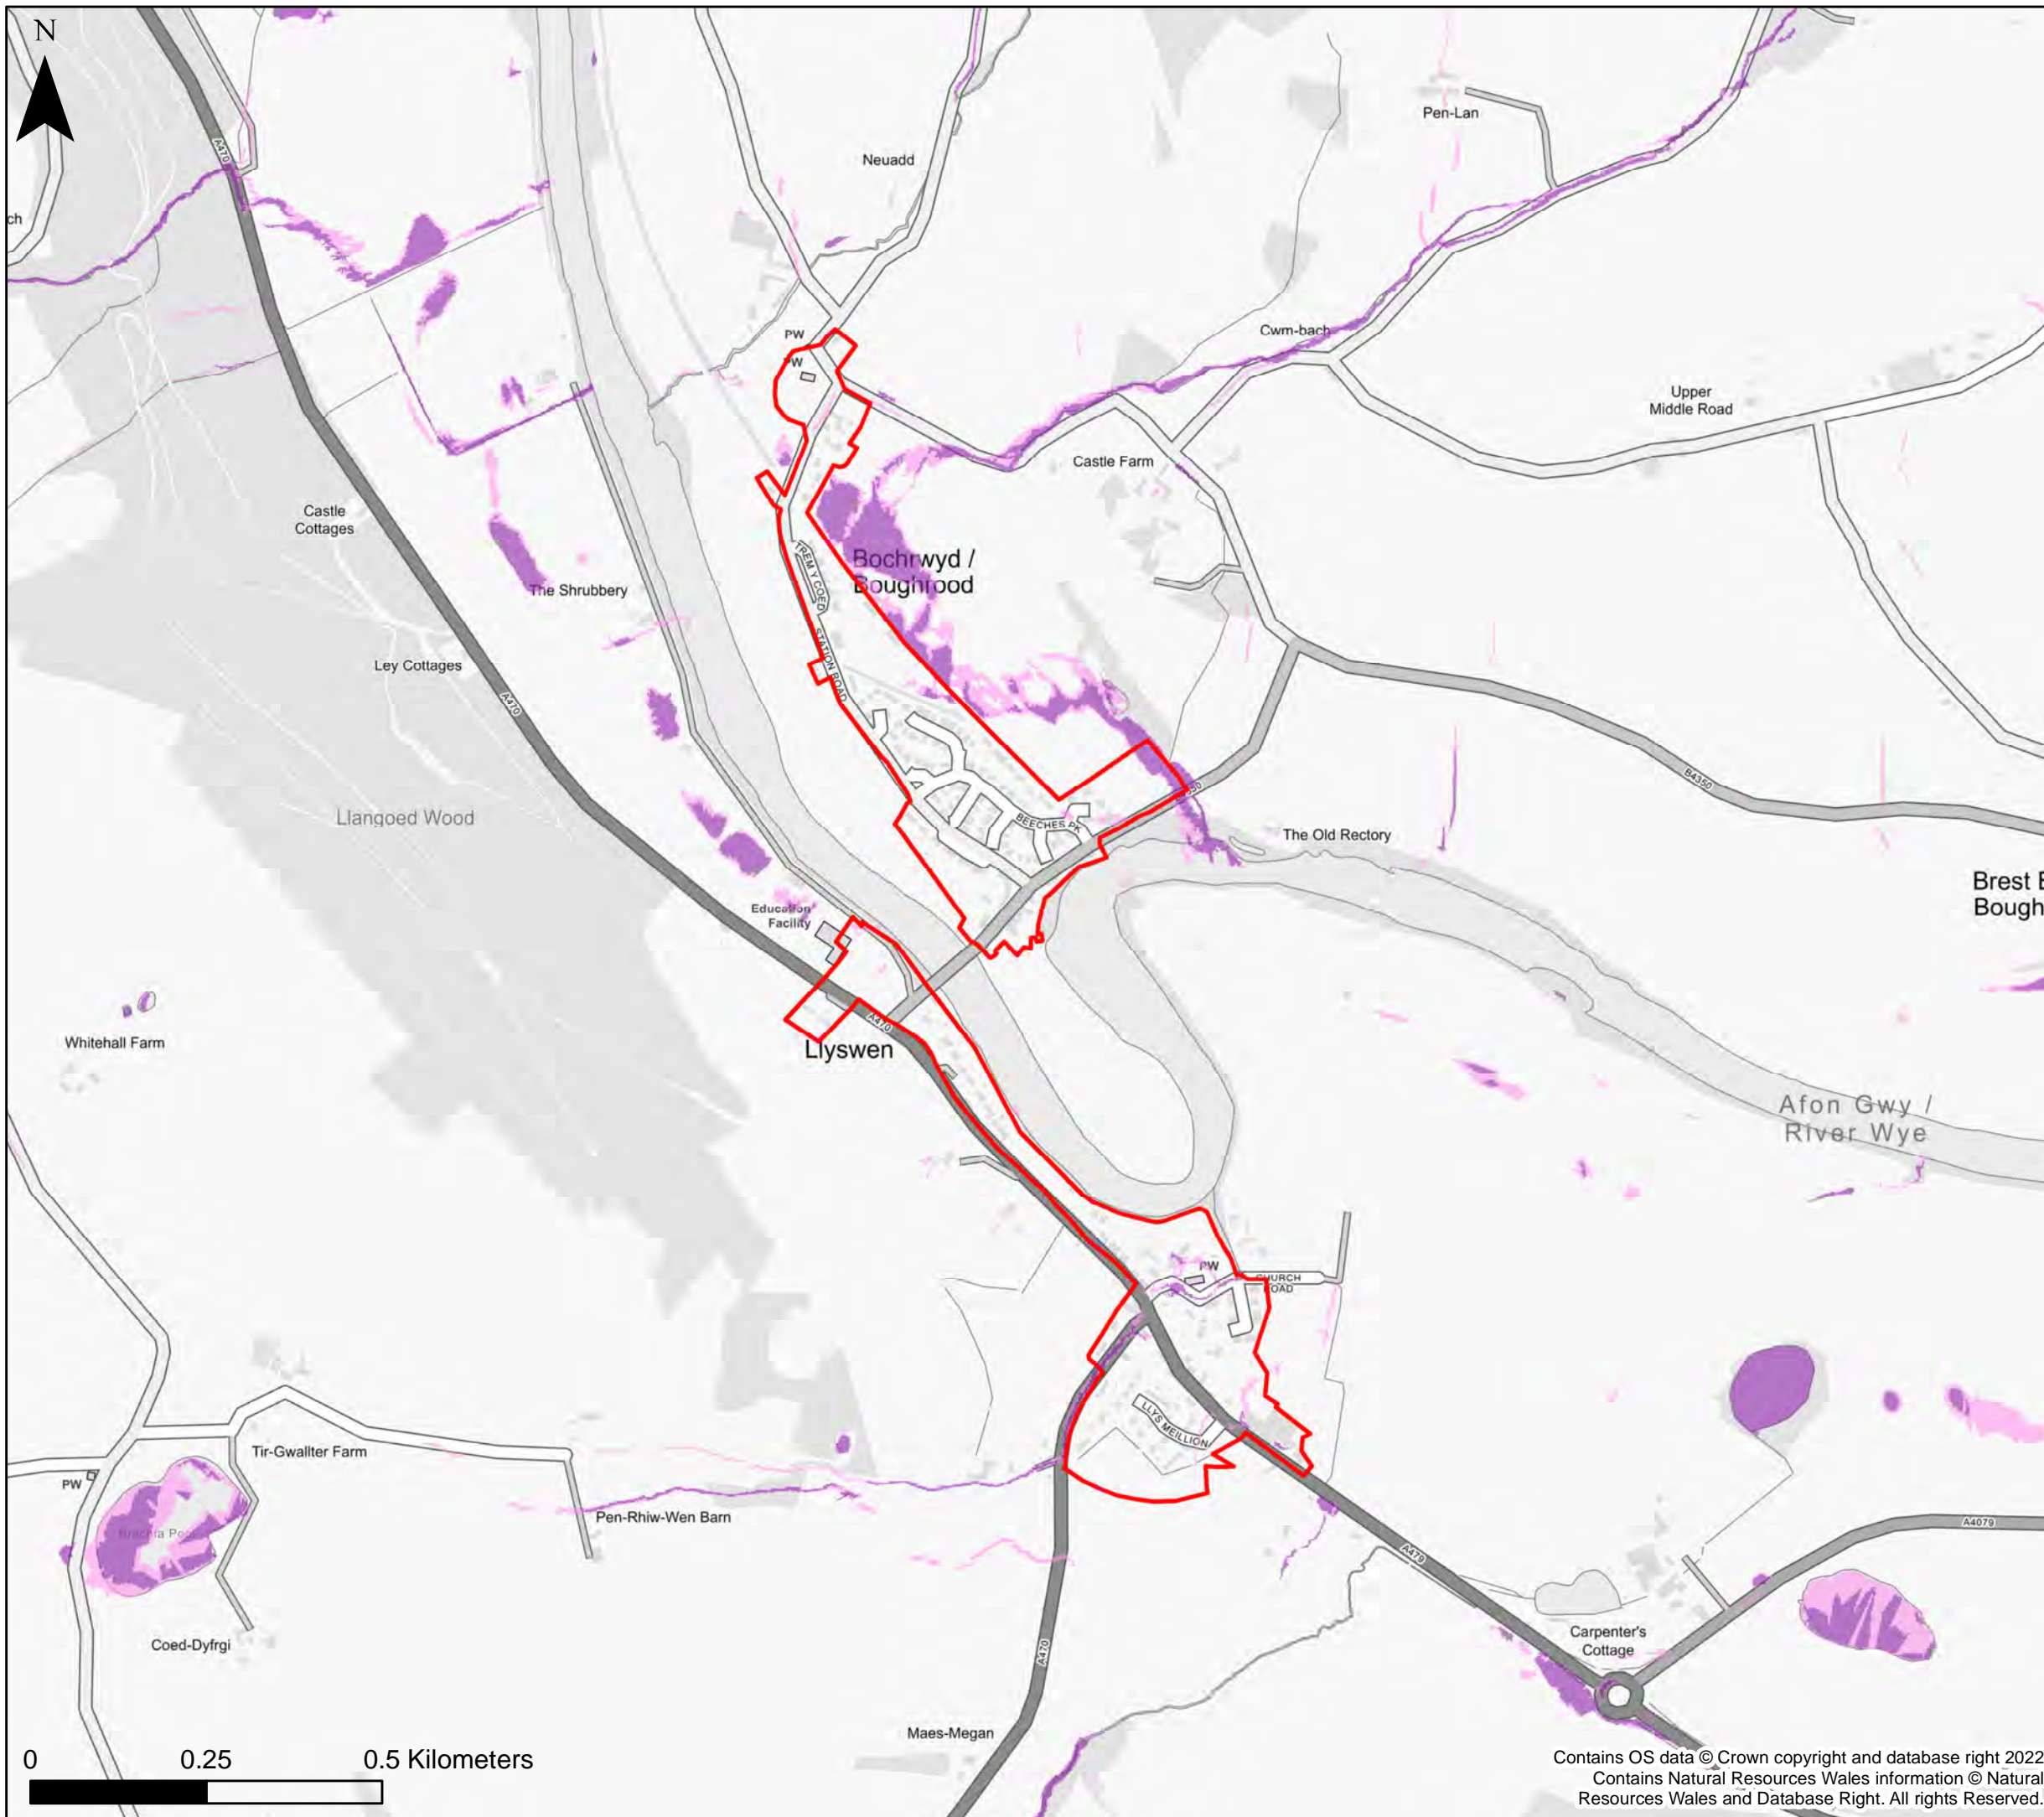 N
A470
Neuadd
Pen-Lan
ch
PW
PW
Cwm-bach
Upper
Middle Road
Castle Farm
Castle
Cottages
The Shrubbery
TREM Y COED
Bochrwyd /
Boughrood
STATION ROAD
Ley Cottages
A470
Llangoed Wood
BEECHES PK
B4350
The Old Rectory
Brest
Bough
Education
Facility
A470
Llyswen
Whitehall Farm
Afon Gwy /
River Wye
PW
CHURCH
ROAD
LLYS MEILLION
Tir-Gwallter Farm
PW
Pen-Rhiw-Wen Barn
A479
A4079
Coed-Dyfrgi
Carpenter's
Cottage
A470
Maes-Megan
0 0.25 0.5 Kilometers
Contains OS data © Crown copyright and database right 2022
Contains Natural Resources Wales information © Natural
Resources Wales and Database Right. All rights Reserved.